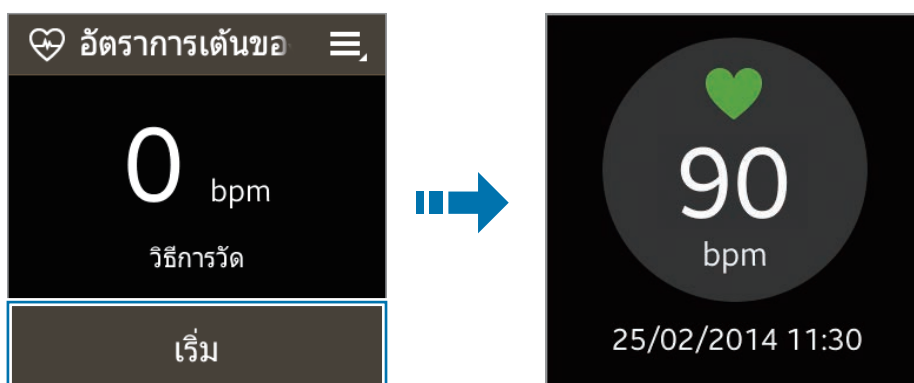 อัตราการเต้นขอ
0 bpm
วิธีการวัด
เริ่ม
90
bpm
25/02/2014 11:30